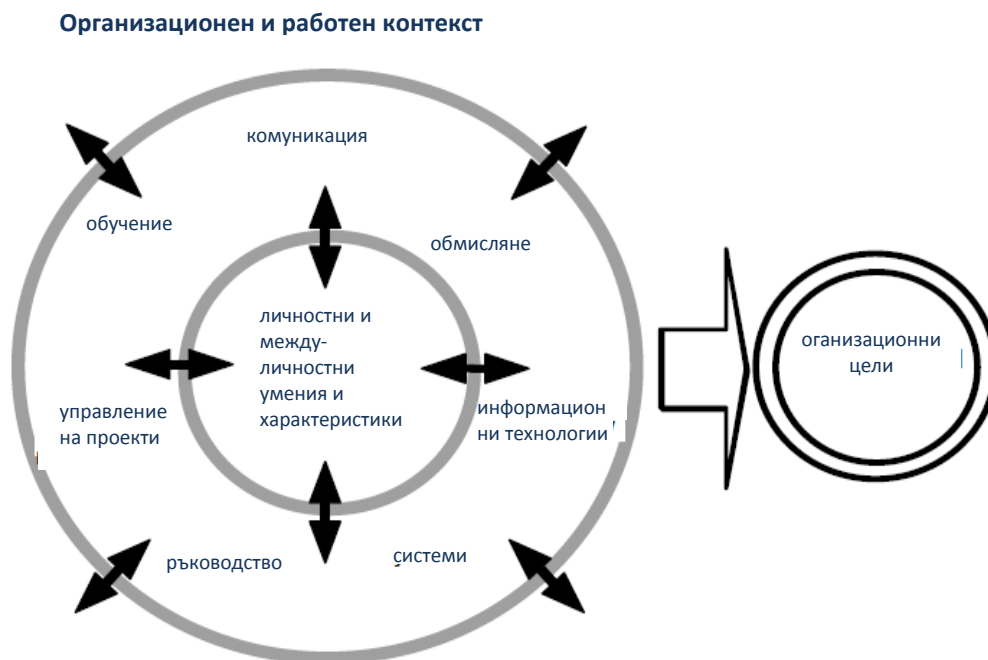 Организационен и работен контекст
комуникация
обучение
обмисляне
личностни и
между-
личностни
умения и
характеристики
оганизационни
цели
управление
на проекти
информацион
ни технологии
ръководство
системи